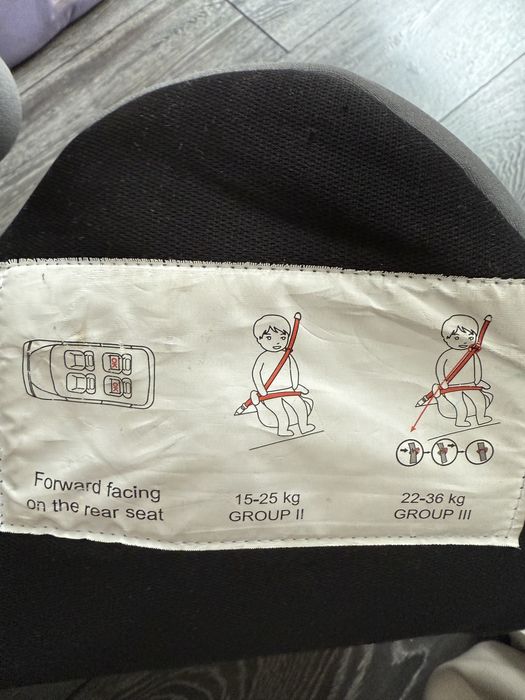 Forward facing
on the rear seat
15-25 kg
GROUP II
22-36 kg
GROUP III